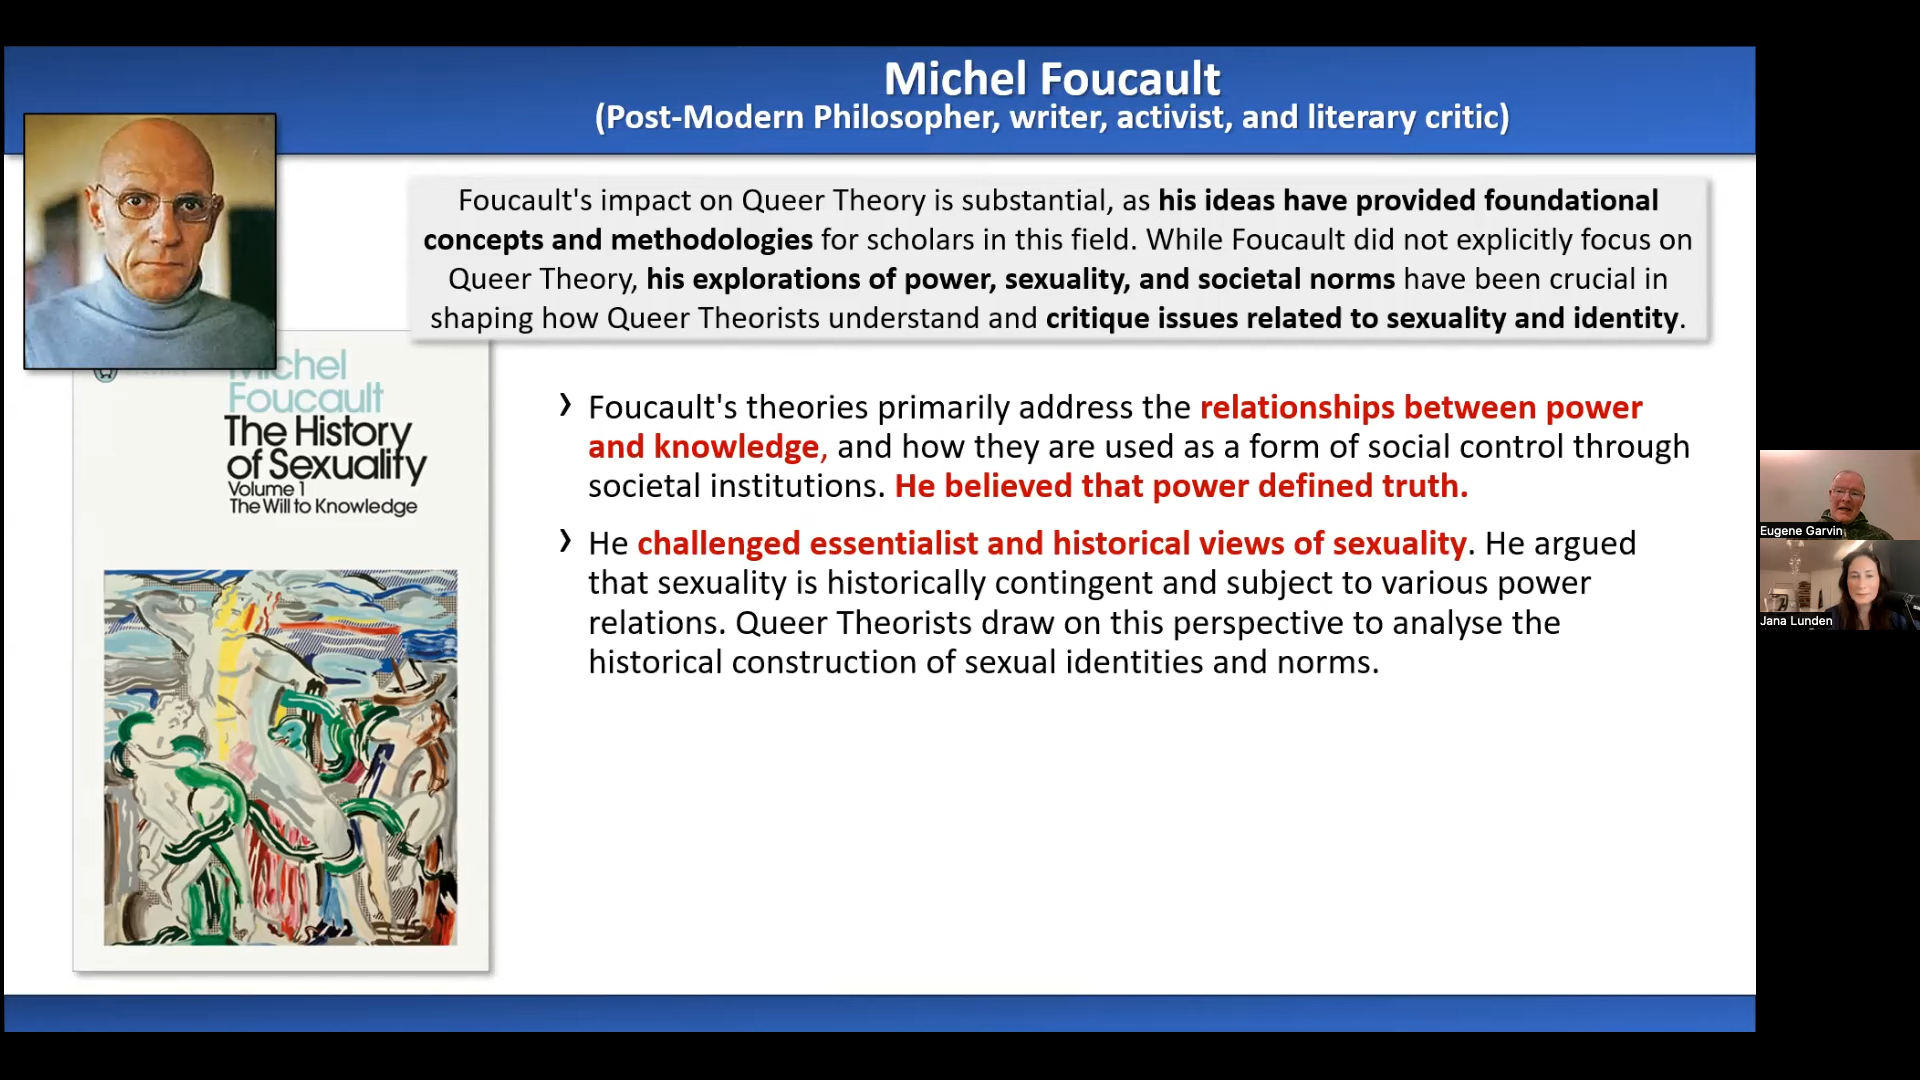 Michel Foucault
(Post-Modern Philosopher, writer, activist, and literary critic)
Foucault's impact on Queer Theory is substantial, as his ideas have provided foundational
concepts and methodologies for scholars in this field. While Foucault did not explicitly focus on
Queer Theory, his explorations of power, sexuality, and societal norms have been crucial in
shaping how Queer Theorists understand and critique issues related to sexuality and identity.
Michel
Foucault
The History
of Sexuality
Volume 1
The Will to Knowledge
› Foucault's theories primarily address the relationships between power
and knowledge, and how they are used as a form of social control through
societal institutions. He believed that power defined truth.
› He challenged essentialist and historical views of sexuality. He argued
that sexuality is historically contingent and subject to various power
relations. Queer Theorists draw on this perspective to analyse the
historical construction of sexual identities and norms.
Eugene Garvin
Jana Lunden